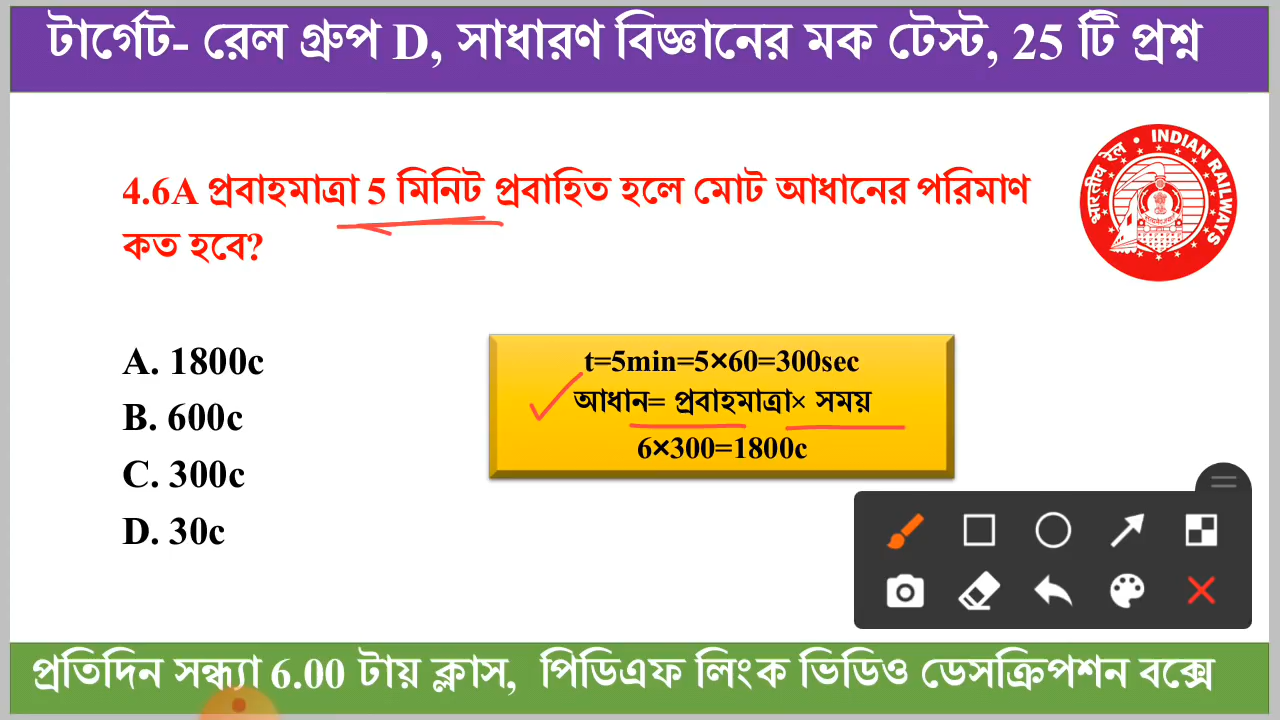 টার্গেট- রেল গ্রুপ D, সাধারণ বিজ্ঞানের মক টেস্ট, 25 টি প্রশ্ন
4.6A প্রবাহমাত্রা 5 মিনিট প্রবাহিত হলে মোট আধানের পরিমাণ
কত হবে?
भारतीय रेल • INDIAN RAILWAYS
A. 1800c
B. 600c
C. 300c
D. 30c
t=5min=5×60=300sec
আধান= প্রবাহমাত্রা× সময়
6×300=1800c
প্রতিদিন সন্ধ্যা 6.00 টায় ক্লাস, পিডিএফ লিংক ভিডিও ডেসক্রিপশন বক্সে